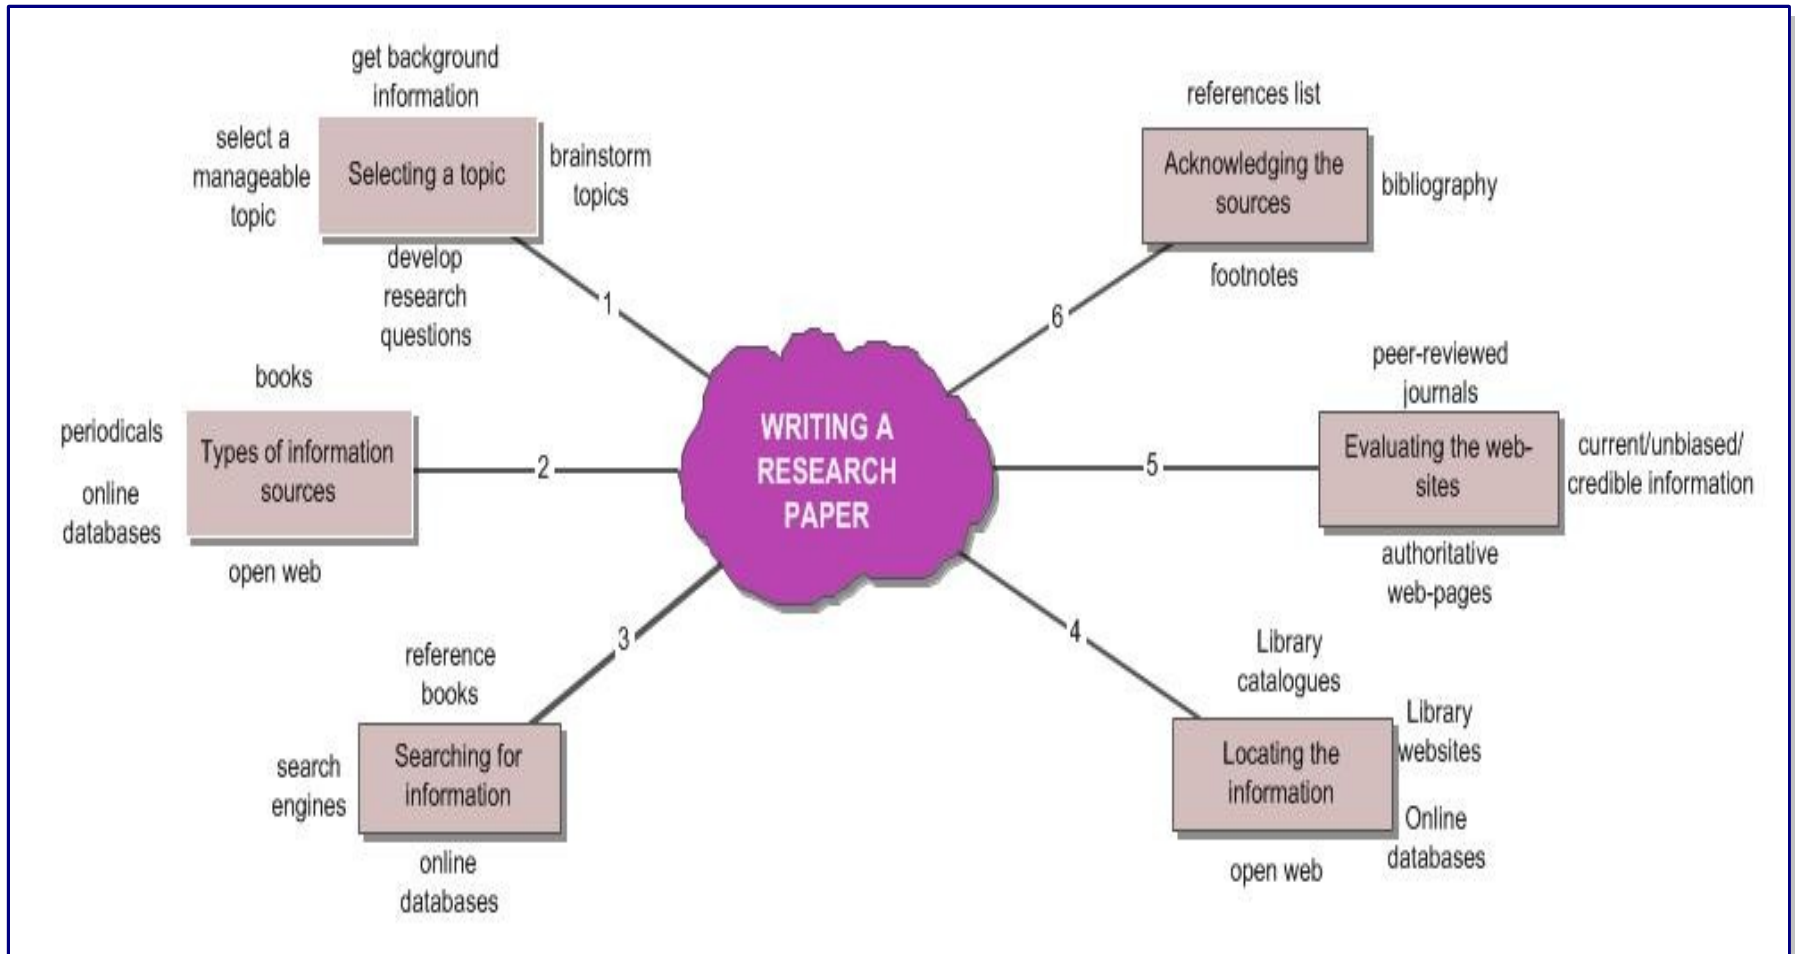 get background
information
select a
manageable
topic
Selecting a topic
brainstorm
topics
develop
research
questions
1
books
periodicals
online
databases
Types of information
sources
open web
2
reference
books
search
engines
Searching for
information
online
databases
3
WRITING A
RESEARCH
PAPER
Library
catalogues
Locating the
information
Library
websites
Online
databases
open web
4
peer-reviewed
journals
Evaluating the web-
sites
current/unbiased/
credible information
authoritative
web-pages
5
references list
Acknowledging the
sources
bibliography
footnotes
6